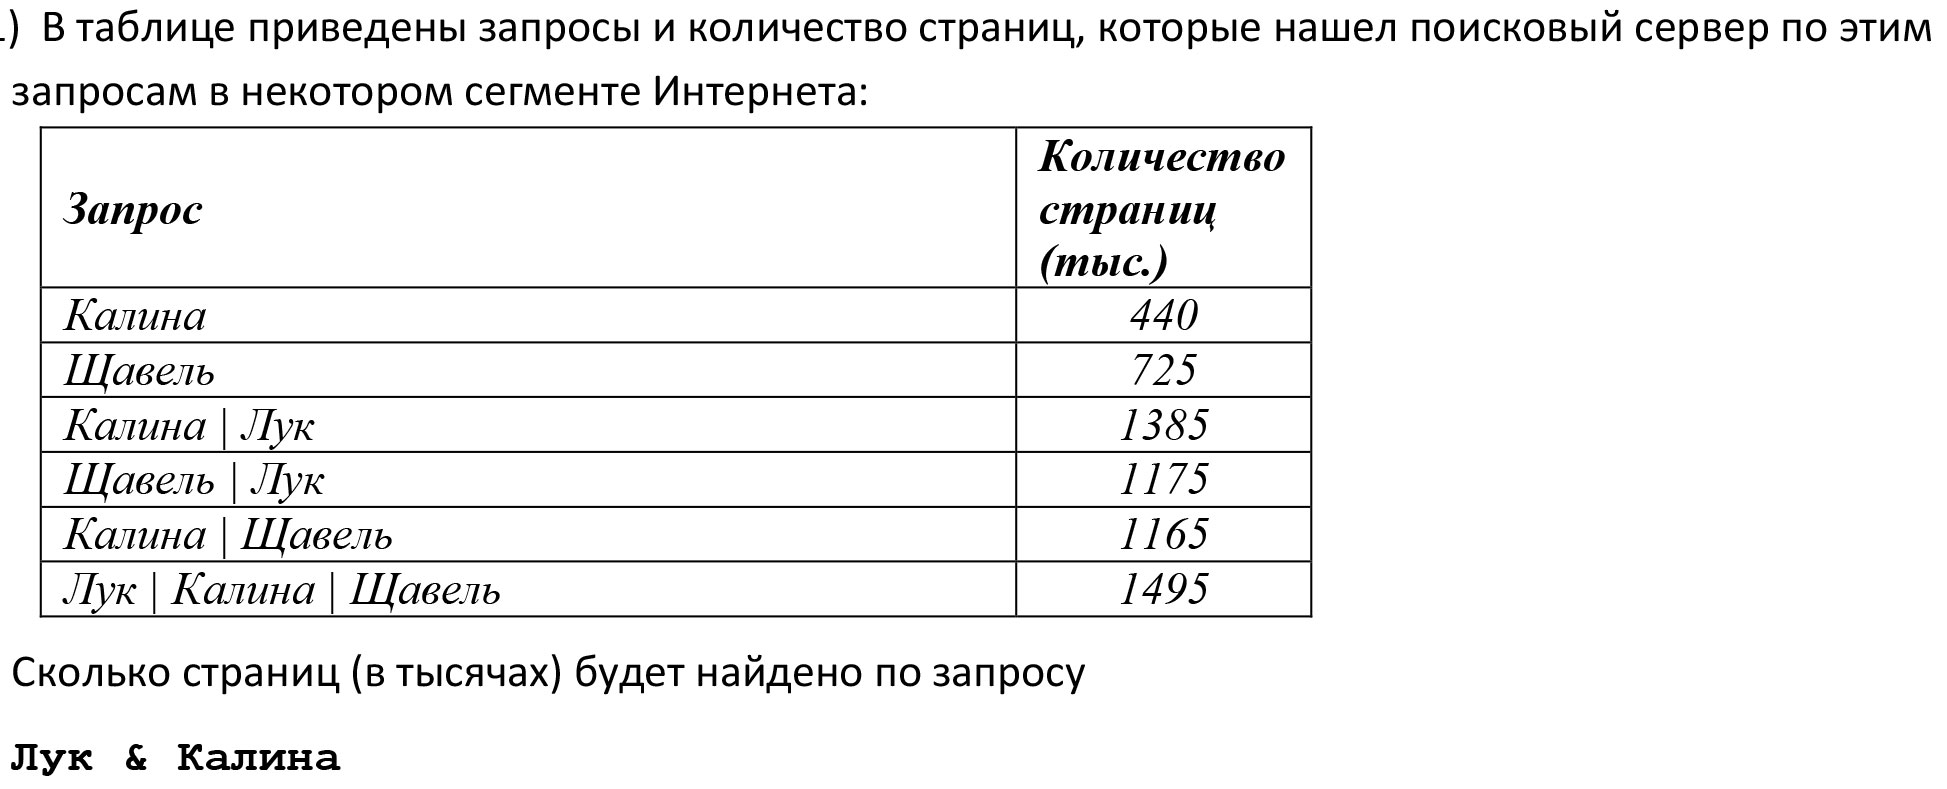 ) В таблице приведены запросы и количество страниц, которые нашел поисковый сервер по этим
запросам в некотором сегменте Интернета:
Запрос Количество страниц (тыс.)
Калина 440
Щавель 725
Калина | Лук 1385
Щавель | Лук 1175
Калина | Щавель 1165
Лук | Калина | Щавель 1495
Сколько страниц (в тысячах) будет найдено по запросу
Лук & Калина